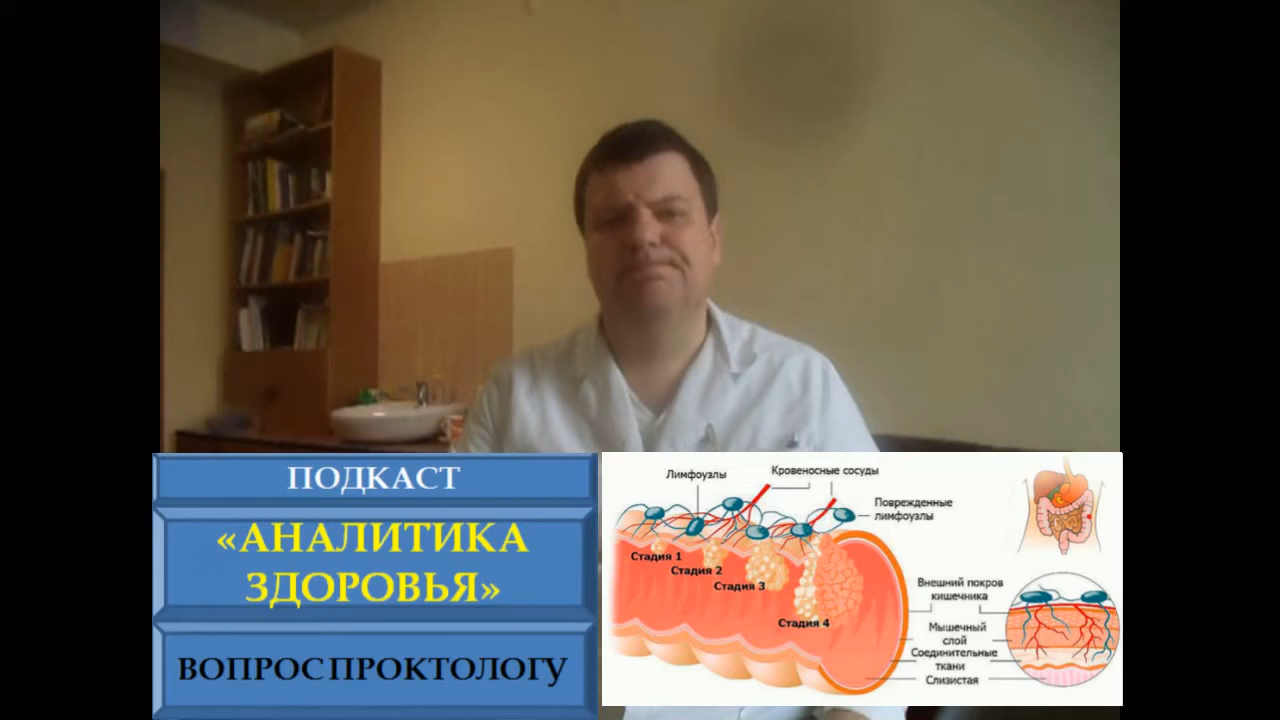 ПОДКАСТ
«АНАЛИТИКА
ЗДОРОВЬЯ»
ВОПРОС ПРОКТОЛОГУ
Лимфоузлы
Кровеносные сосуды
Поврежденные
лимфоузлы
Стадия 1
Стадия 2
Стадия 3
Стадия 4
Внешний покров
кишечника
Мышечный
слой
Соединительные
ткани
Слизистая